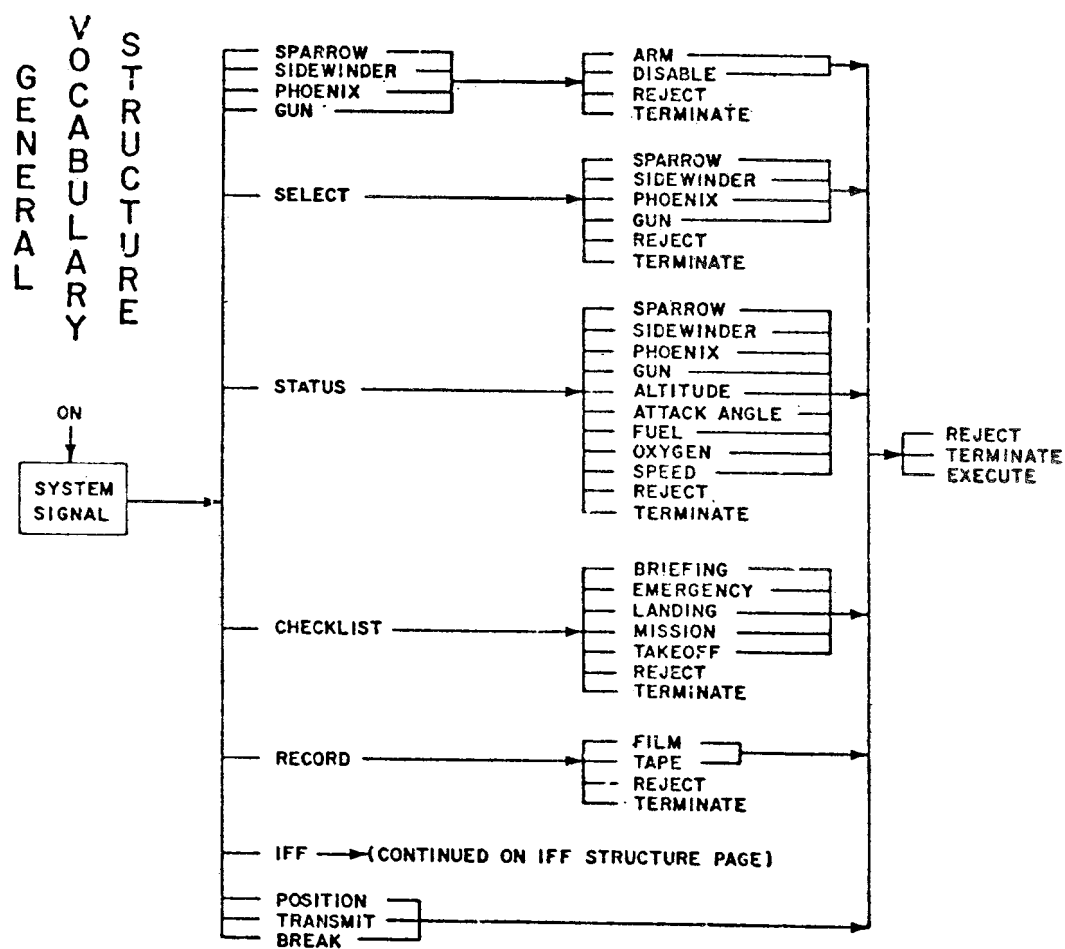 GENERAL
VOCABULARY
STRUCTURE
ON
SYSTEM
SIGNAL
SPARROW
SIDEWINDER
PHOENIX
GUN
ARM
DISABLE
REJECT
TERMINATE
SELECT
SPARROW
SIDEWINDER
PHOENIX
GUN
REJECT
TERMINATE
STATUS
SPARROW
SIDEWINDER
PHOENIX
GUN
ALTITUDE
ATTACK ANGLE
FUEL
OXYGEN
SPEED
REJECT
TERMINATE
CHECKLIST
BRIEFING
EMERGENCY
LANDING
MISSION
TAKEOFF
REJECT
TERMINATE
RECORD
FILM
TAPE
REJECT
TERMINATE
IFF (CONTINUED ON IFF STRUCTURE PAGE)
POSITION
TRANSMIT
BREAK
REJECT
TERMINATE
EXECUTE